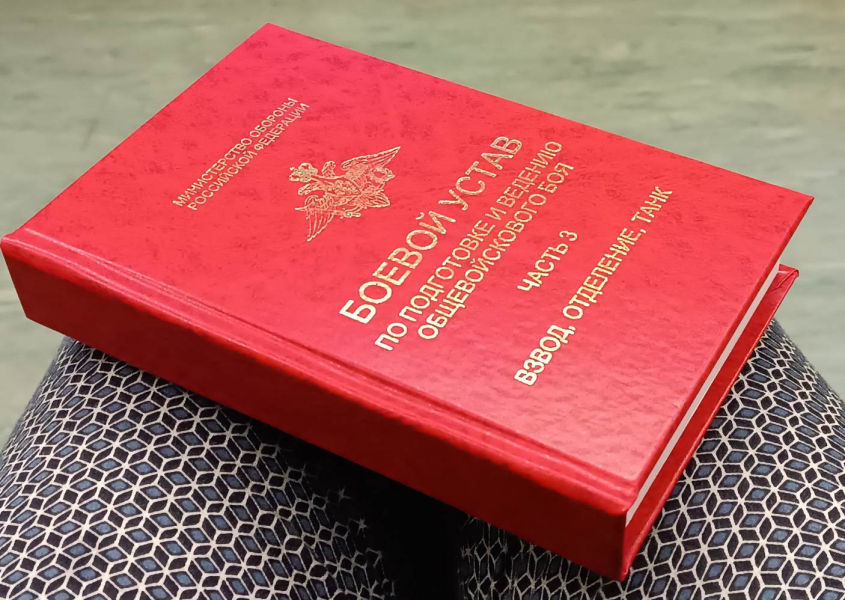 МИНИСТЕРСТВО ОБОРОНЫ
РОССИЙСКОЙ ФЕДЕРАЦИИ
БОЕВОЙ УСТАВ
ПО ПОДГОТОВКЕ И ВЕДЕНИЮ
ОБЩЕВОЙСКОВОГО БОЯ
ЧАСТЬ 3
ВЗВОД, ОТДЕЛЕНИЕ, ТАНК